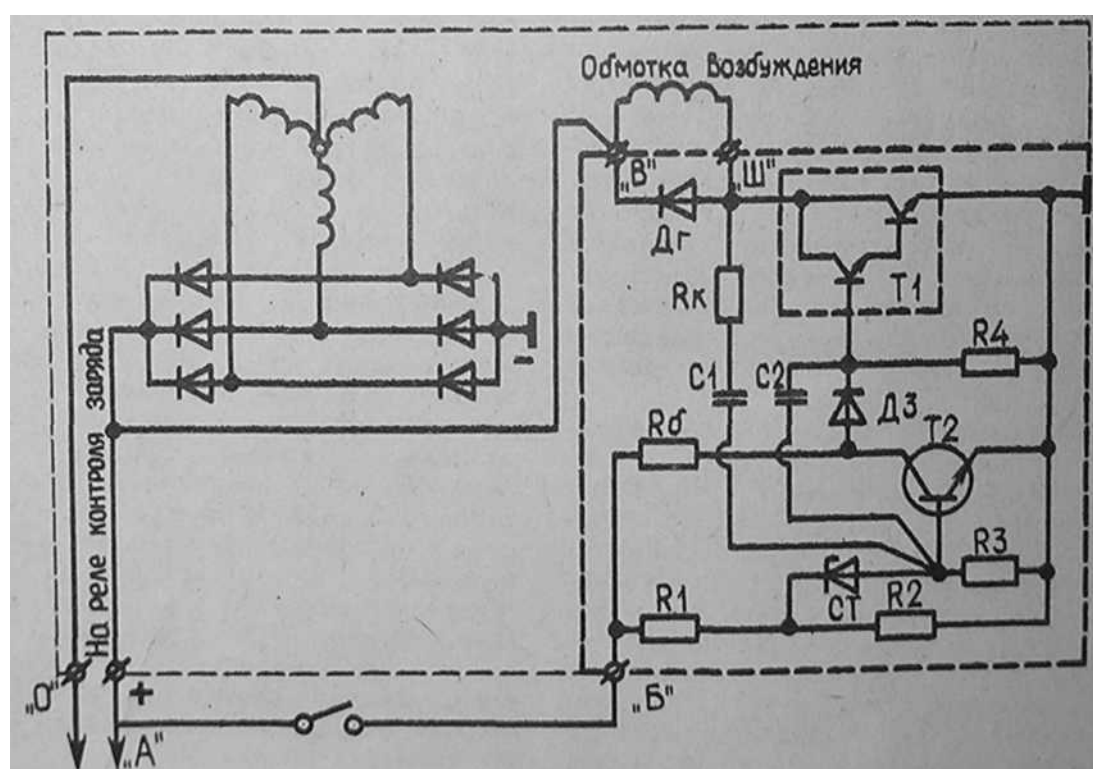 Обмотка Возбуждения
„В"
„Ш"
Дг
Т1
Rк
R4
С1
С2
Д3
Т2
Rб
R3
СТ
R2
R1
На реле контроля заряда
+
-
„О"
„А"
„Б"